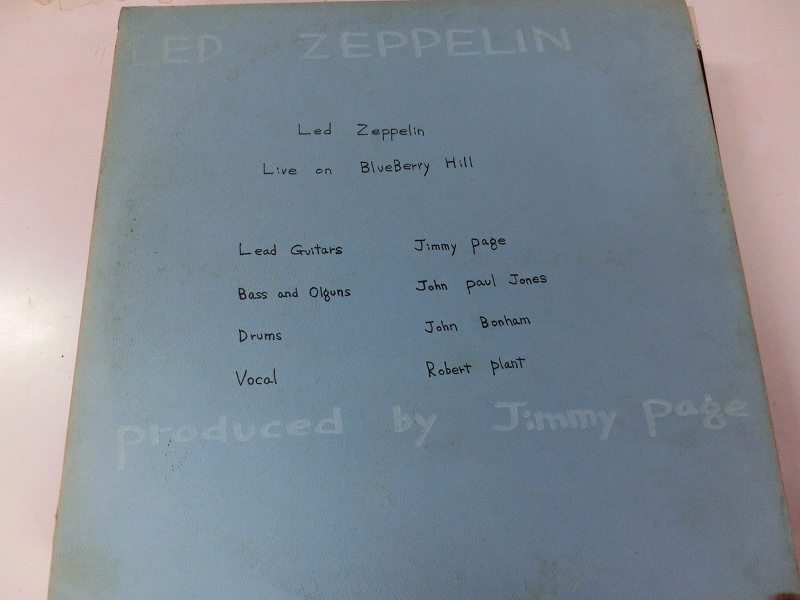 LED ZEPPELIN
Led Zeppelin
Live on BlueBerry Hill
Lead Guitars Jimmy page
Bass and Olguns John paul Jones
Drums John Bonham
Vocal Robert plant
produced by Jimmy page